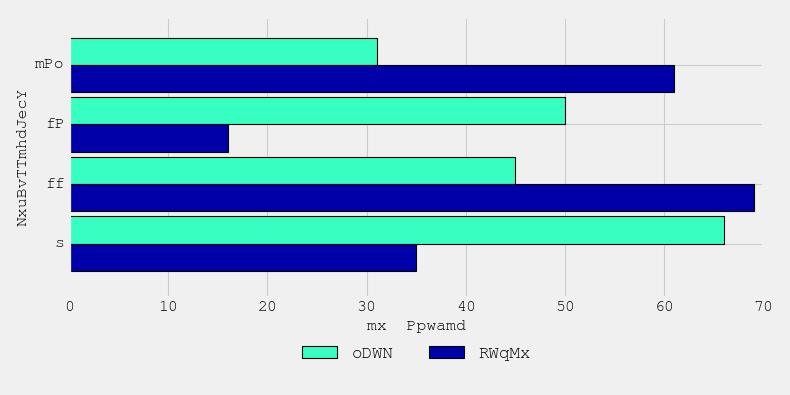 NxuBvTTmhdJecY
mPo
fP
ff
s
0 10 20 30 40 50 60 70
mx Ppwamd
oDWN RWqMx